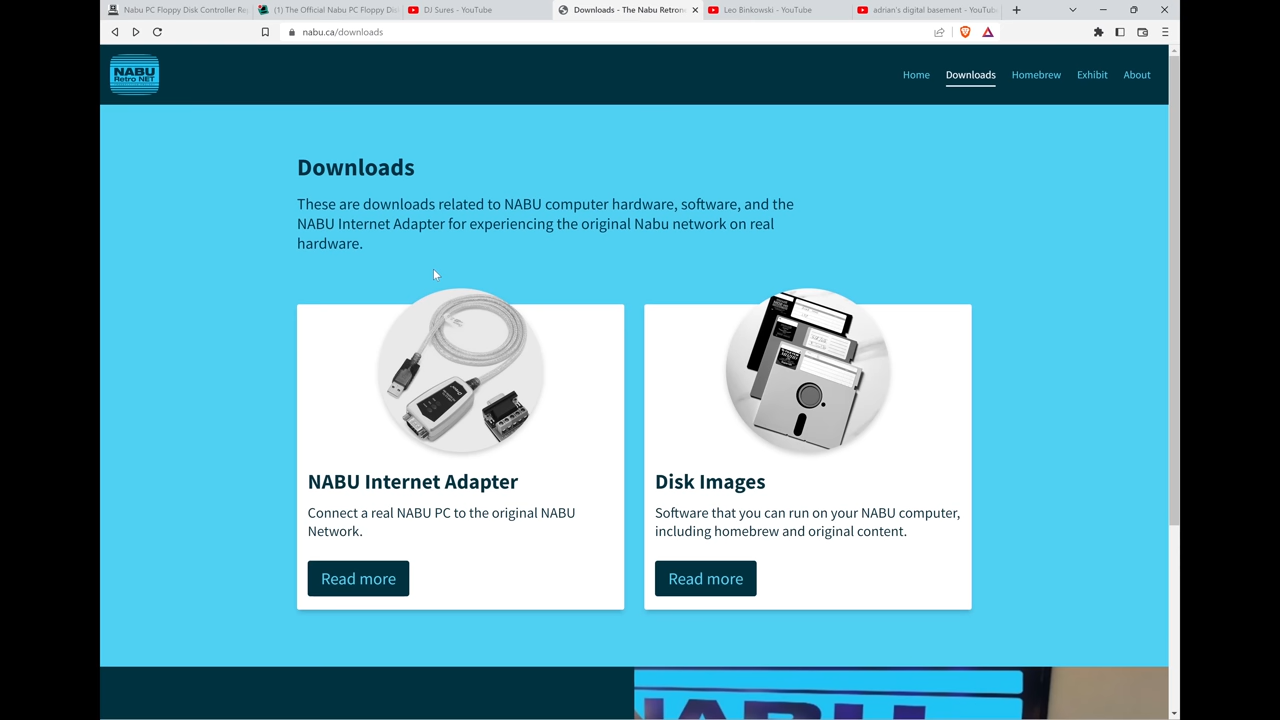 Nabu PC Floppy Disk Controller Re
(1) The Official Nabu PC Floppy Dis
DJ Sures - YouTube
Downloads - The Nabu Retron
Leo Binkowski - YouTube
adrian's digital basement - YouTub
nabu.ca/downloads
NABU
Retro NET
Home
Downloads
Homebrew
Exhibit
About
Downloads
These are downloads related to NABU computer hardware, software, and the
NABU Internet Adapter for experiencing the original Nabu network on real
hardware.
NABU Internet Adapter
Connect a real NABU PC to the original NABU
Network.
Read more
Disk Images
Software that you can run on your NABU computer,
including homebrew and original content.
Read more
NABU